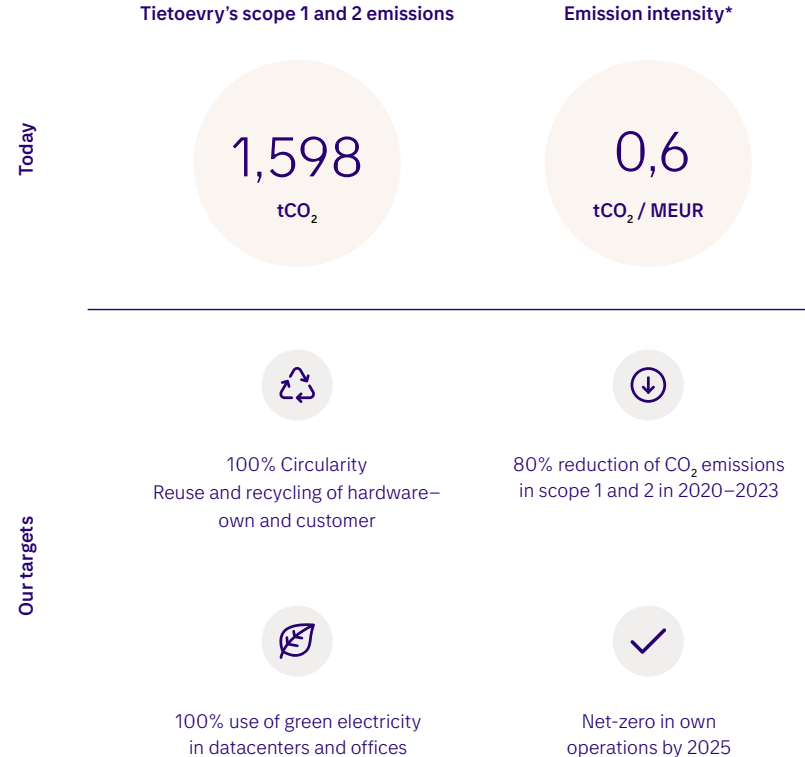 Tietoevry's scope 1 and 2 emissions
Emission intensity*
Today
1,598
tCO₂
0,6
tCO₂ / MEUR
Our targets
100% Circularity
Reuse and recycling of hardware–
own and customer
80% reduction of CO₂ emissions
in scope 1 and 2 in 2020–2023
100% use of green electricity
in datacenters and offices
Net-zero in own
operations by 2025